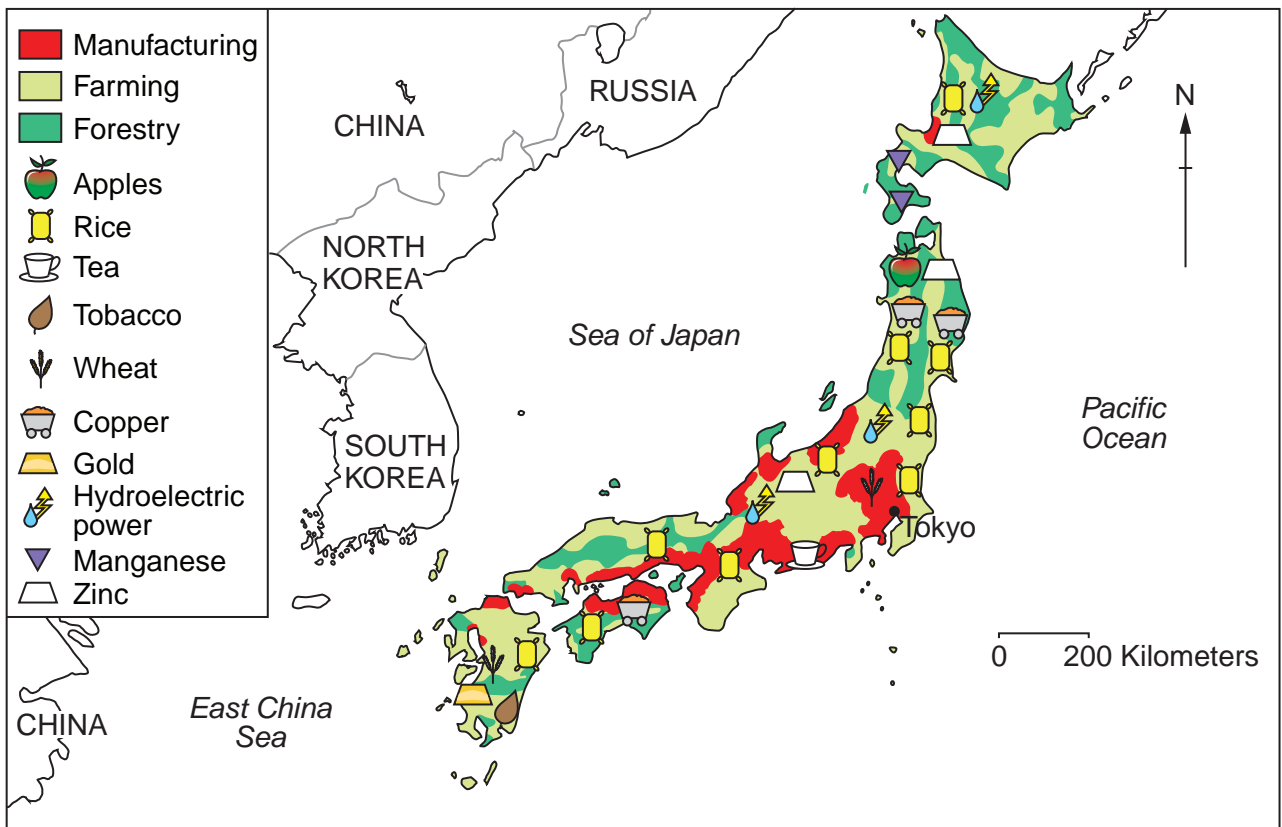 Manufacturing
Farming
Forestry
Apples
Rice
Tea
Tobacco
Wheat
Copper
Gold
Hydroelectric
power
Manganese
Zinc
CHINA
RUSSIA
NORTH
KOREA
SOUTH
KOREA
Sea of Japan
N
Pacific
Ocean
Tokyo
0 200 Kilometers
East China
Sea
CHINA